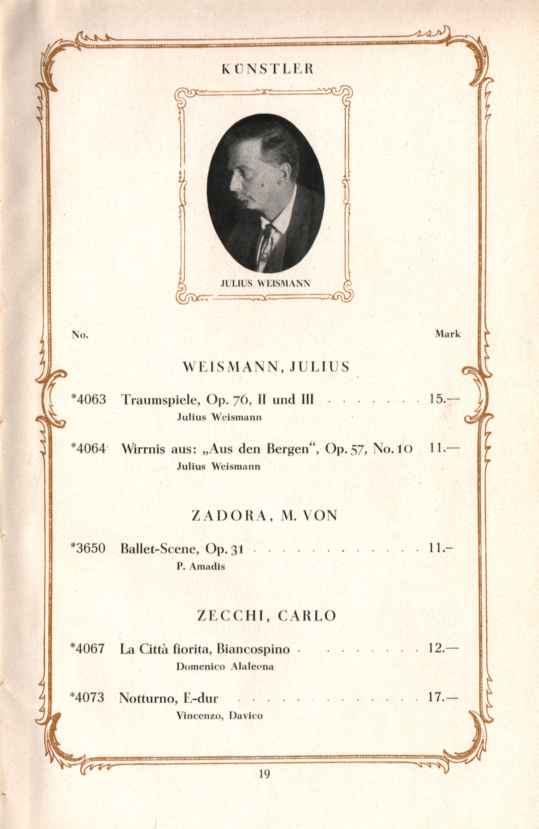 KÜNSTLER
JULIUS WEISMANN
No. Mark
WEISMANN, JULIUS
*4063 Traumspiele, Op. 76, II und III . . . . . . . 15.—
Julius Weismann
*4064 Wirrnis aus: „Aus den Bergen“, Op. 57, No. 10 11.—
Julius Weismann
ZADORA, M. VON
*3650 Ballet-Scene, Op. 31 . . . . . . . . . . . . 11.—
P. Amadis
ZECCHI, CARLO
*4067 La Città fiorita, Biancospino . . . . . . . . 12.—
Domenico Alaleona
*4073 Notturno, E-dur . . . . . . . . . . . . . 17.—
Vincenzo, Davico
19